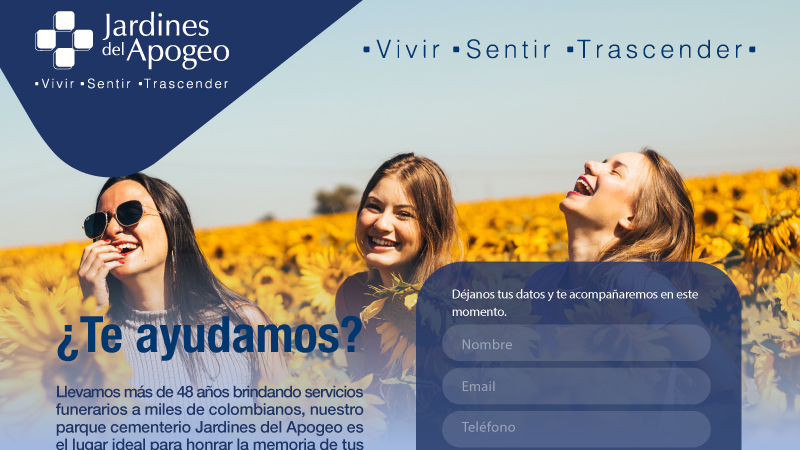 Jardines
del Apogeo
▪Vivir ▪Sentir ▪Trascender
▪Vivir ▪Sentir ▪Trascender▪
¿Te ayudamos?
Llevamos más de 48 años brindando servicios
funerarios a miles de colombianos, nuestro
parque cementerio Jardines del Apogeo es
el lugar ideal para honrar la memoria de tus
Déjanos tus datos y te acompañaremos en este
momento.
Nombre
Email
Teléfono